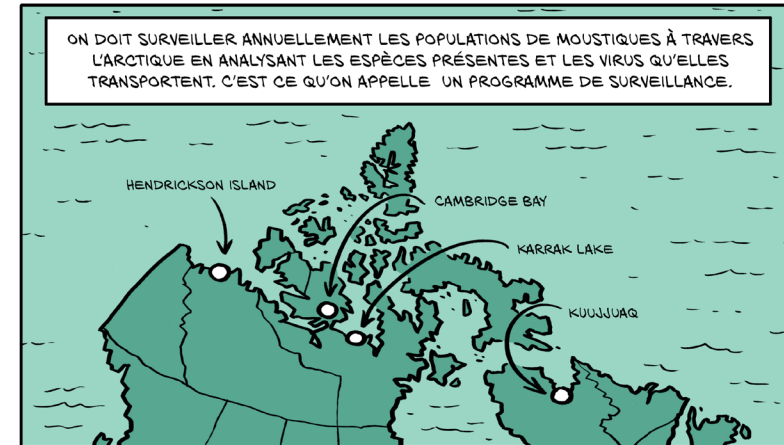 ON DOIT SURVEILLER ANNUELLEMENT LES POPULATIONS DE MOUSTIQUES À TRAVERS
L'ARCTIQUE EN ANALYSANT LES ESPÈCES PRÉSENTES ET LES VIRUS QU'ELLES
TRANSPORTENT. C'EST CE QU'ON APPELLE UN PROGRAMME DE SURVEILLANCE.
HENDRICKSON ISLAND
CAMBRIDGE BAY
KARRAK LAKE
KUUJJUAQ